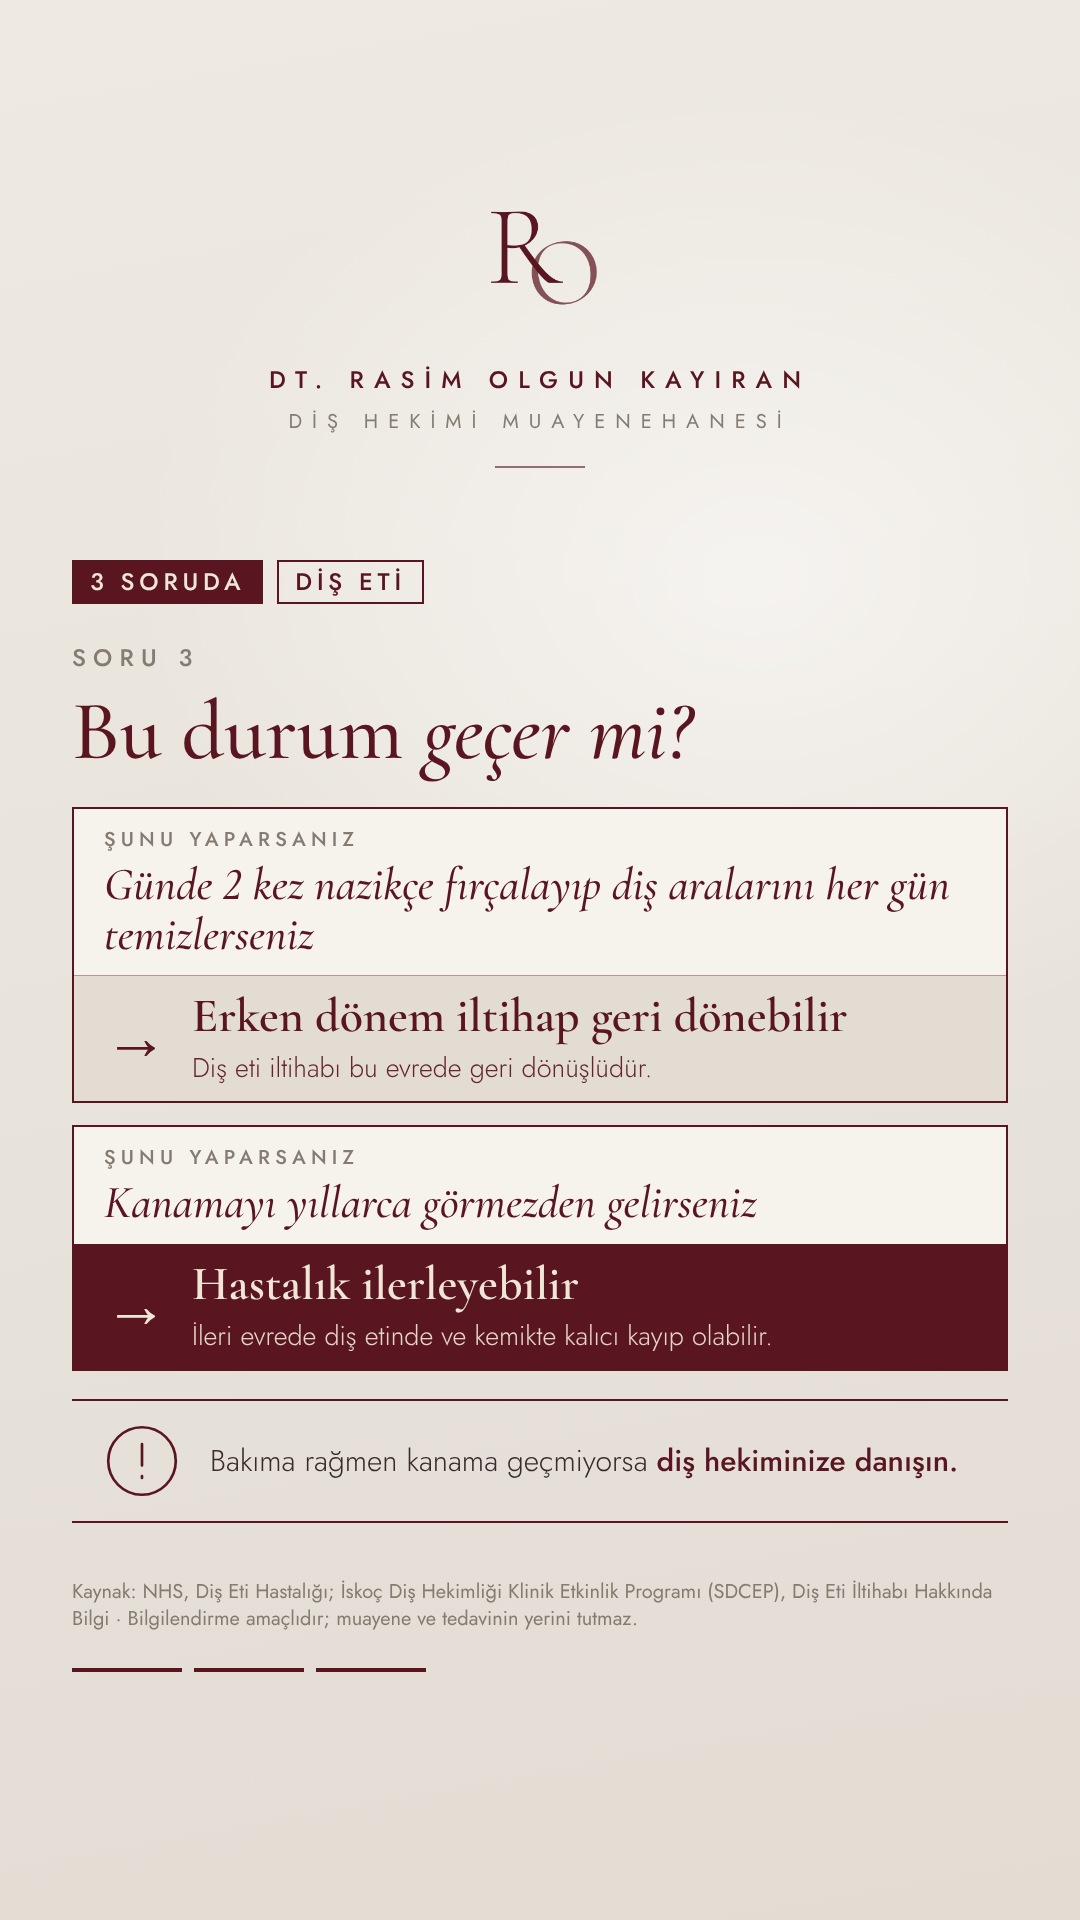 RO
DT. RASİM OLGUN KAYIRAN
DİŞ HEKİMİ MUAYENEHANESİ
3 SORUDA
DİŞ ETİ
SORU 3
Bu durum geçer mi?
ŞUNU YAPARSANIZ
Günde 2 kez nazikçe fırçalayıp diş aralarını her gün
temizlerseniz
→ Erken dönem iltihap geri dönebilir
Diş eti iltihabı bu evrede geri dönüşlüdür.
ŞUNU YAPARSANIZ
Kanamayı yıllarca görmezden gelirseniz
→ Hastalık ilerleyebilir
İleri evrede diş etinde ve kemikte kalıcı kayıp olabilir.
! Bakıma rağmen kanama geçmiyorsa diş hekiminize danışın.
Kaynak: NHS, Diş Eti Hastalığı; İskoç Diş Hekimliği Klinik Etkinlik Programı (SDCEP), Diş Eti İltihabı Hakkında
Bilgi · Bilgilendirme amaçlıdır; muayene ve tedavinin yerini tutmaz.